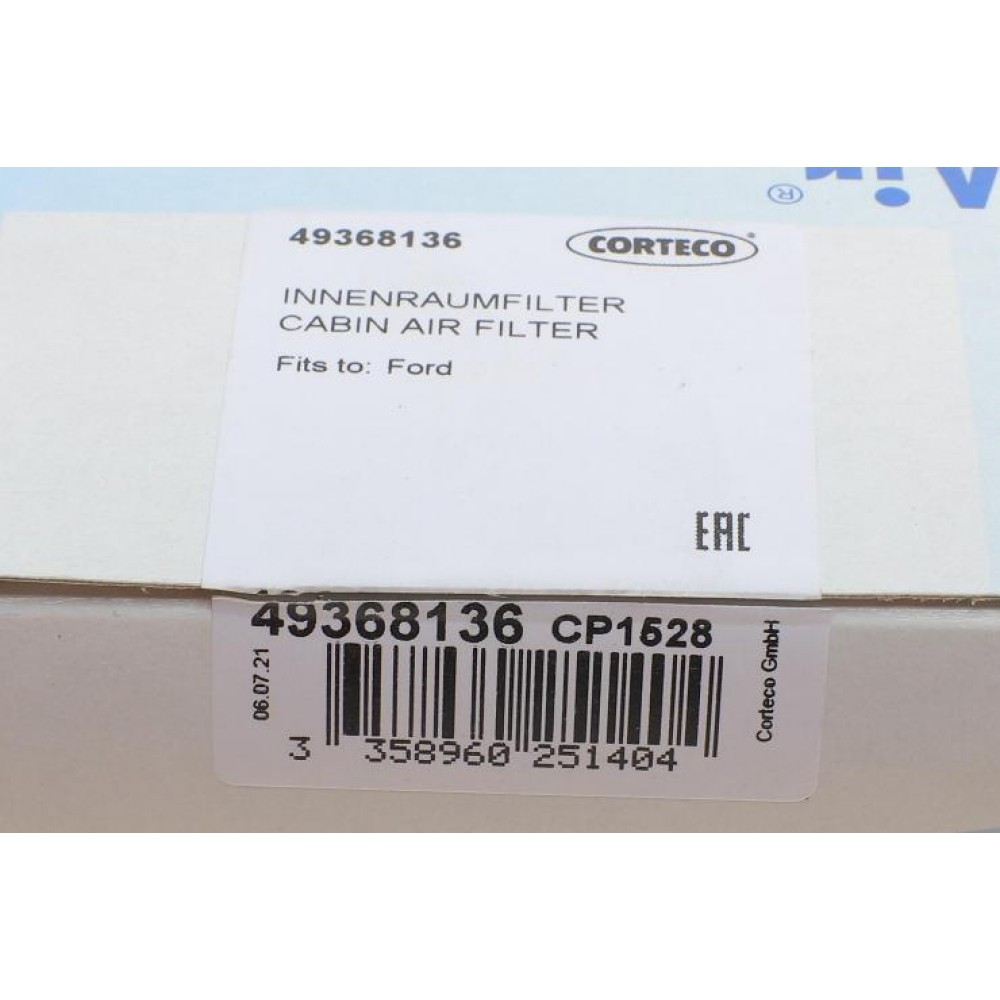 Air®
49368136 CORTECO
INNENRAUMFILTER
CABIN AIR FILTER
Fits to: Ford
EAC
49368136 CP1528
06.07.21
Corteco GmbH
3 358960 251404